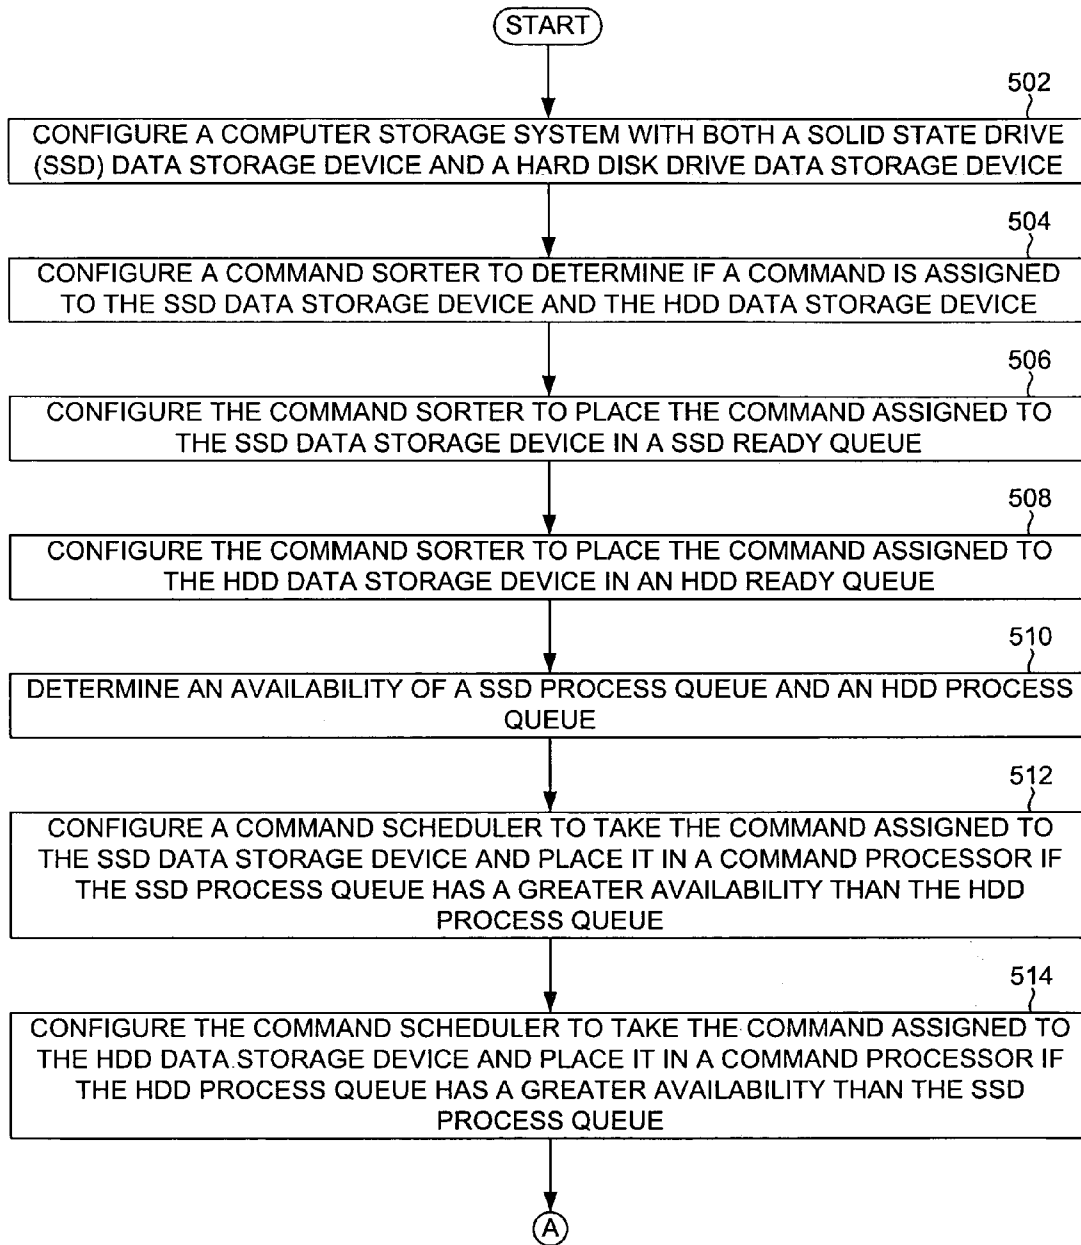 START
502
CONFIGURE A COMPUTER STORAGE SYSTEM WITH BOTH A SOLID STATE DRIVE
(SSD) DATA STORAGE DEVICE AND A HARD DISK DRIVE DATA STORAGE DEVICE
504
CONFIGURE A COMMAND SORTER TO DETERMINE IF A COMMAND IS ASSIGNED
TO THE SSD DATA STORAGE DEVICE AND THE HDD DATA STORAGE DEVICE
506
CONFIGURE THE COMMAND SORTER TO PLACE THE COMMAND ASSIGNED TO
THE SSD DATA STORAGE DEVICE IN A SSD READY QUEUE
508
CONFIGURE THE COMMAND SORTER TO PLACE THE COMMAND ASSIGNED TO
THE HDD DATA STORAGE DEVICE IN AN HDD READY QUEUE
510
DETERMINE AN AVAILABILITY OF A SSD PROCESS QUEUE AND AN HDD PROCESS
QUEUE
512
CONFIGURE A COMMAND SCHEDULER TO TAKE THE COMMAND ASSIGNED TO
THE SSD DATA STORAGE DEVICE AND PLACE IT IN A COMMAND PROCESSOR IF
THE SSD PROCESS QUEUE HAS A GREATER AVAILABILITY THAN THE HDD
PROCESS QUEUE
514
CONFIGURE THE COMMAND SCHEDULER TO TAKE THE COMMAND ASSIGNED TO
THE HDD DATA STORAGE DEVICE AND PLACE IT IN A COMMAND PROCESSOR IF
THE HDD PROCESS QUEUE HAS A GREATER AVAILABILITY THAN THE SSD
PROCESS QUEUE
A